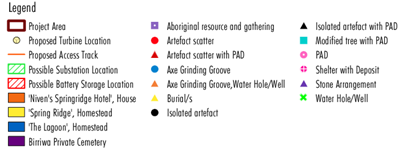 Legend
Project Area
Proposed Turbine Location
Proposed Access Track
Possible Substation Location
Possible Battery Storage Location
'Niven's Springridge Hotel', House
'Spring Ridge', Homestead
'The Lagoon', Homestead
Birriwa Private Cemetery
Aboriginal resource and gathering
Artefact scatter
Artefact scatter with PAD
Axe Grinding Groove
Axe Grinding Groove,Water Hole/Well
Burial/s
Isolated artefact
Isolated artefact with PAD
Modified tree with PAD
PAD
Shelter with Deposit
Stone Arrangement
Water Hole/Well